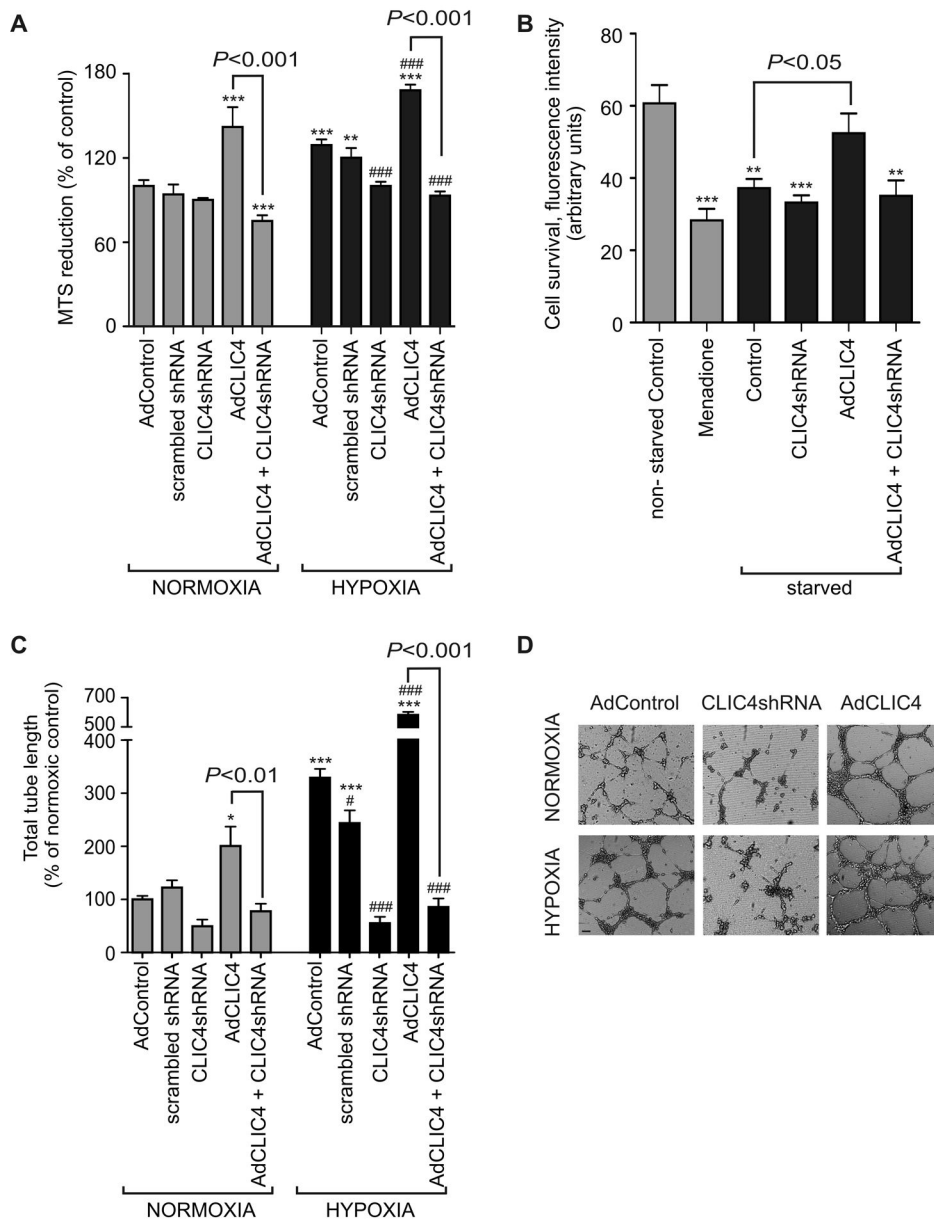 A
P<0.001
P<0.001
MTS reduction (% of control)
180
120
60
0
***
***
***
**
###
###
***
###
AdControl
scrambled shRNA
CLIC4shRNA
AdCLIC4
AdCLIC4 + CLIC4shRNA
AdControl
scrambled shRNA
CLIC4shRNA
AdCLIC4
AdCLIC4 + CLIC4shRNA
NORMOXIA
HYPOXIA
B
Cell survival, fluorescence intensity
(arbitrary units)
80
60
40
20
0
P<0.05
***
**
***
**
non- starved Control
Menadione
Control
CLIC4shRNA
AdCLIC4
AdCLIC4 + CLIC4shRNA
starved
C
P<0.001
P<0.01
Total tube length
(% of normoxic control)
700
500
400
300
200
100
0
*
***
***
#
###
###
***
###
AdControl
scrambled shRNA
CLIC4shRNA
AdCLIC4
AdCLIC4 + CLIC4shRNA
AdControl
scrambled shRNA
CLIC4shRNA
AdCLIC4
AdCLIC4 + CLIC4shRNA
NORMOXIA
HYPOXIA
D
AdControl
CLIC4shRNA
AdCLIC4
NORMOXIA
HYPOXIA